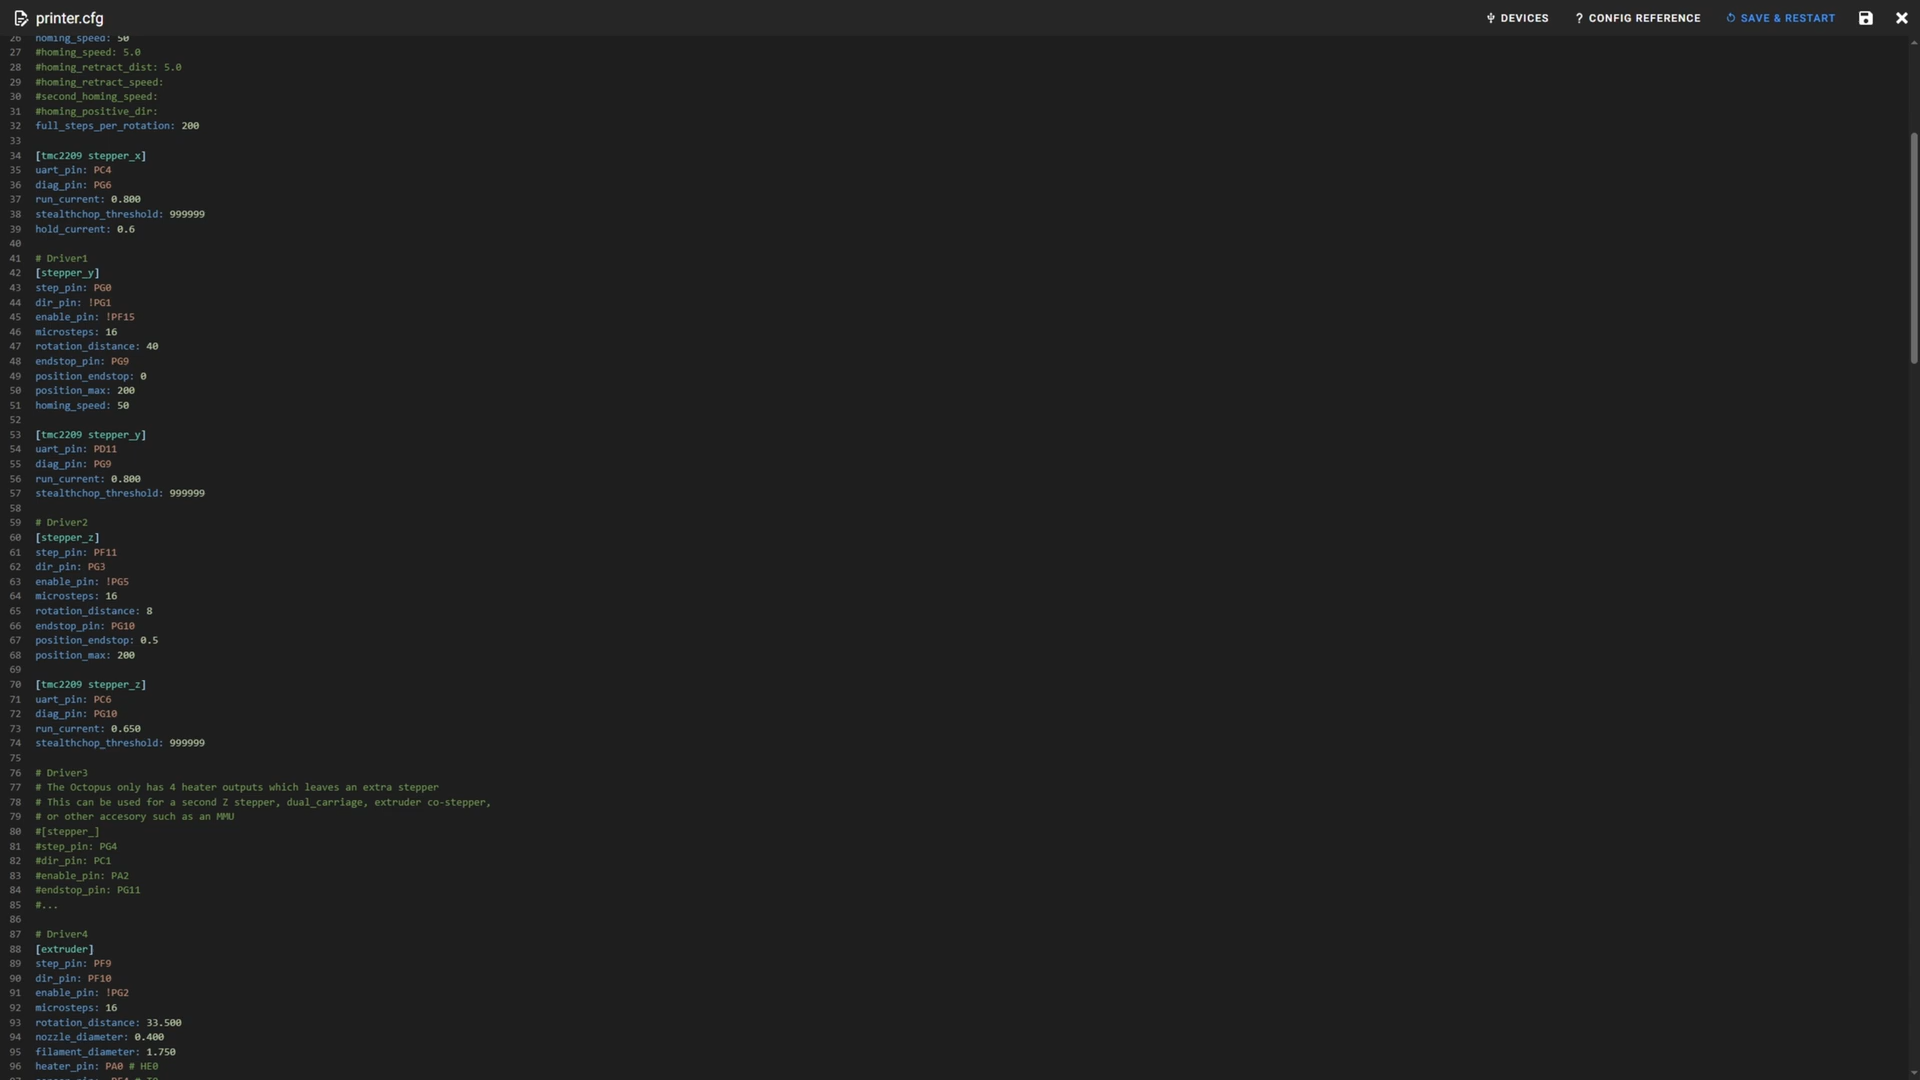 printer.cfg
DEVICES
? CONFIG REFERENCE
SAVE & RESTART
26 homing_speed: 50
27 #homing_speed: 5.0
28 #homing_retract_dist: 5.0
29 #homing_retract_speed:
30 #second_homing_speed:
31 #homing_positive_dir:
32 full_steps_per_rotation: 200
33
34 [tmc2209 stepper_x]
35 uart_pin: PC4
36 diag_pin: PG6
37 run_current: 0.800
38 stealthchop_threshold: 999999
39 hold_current: 0.6
40
41 # Driver1
42 [stepper_y]
43 step_pin: PG0
44 dir_pin: !PG1
45 enable_pin: !PF15
46 microsteps: 16
47 rotation_distance: 40
48 endstop_pin: PG9
49 position_endstop: 0
50 position_max: 200
51 homing_speed: 50
52
53 [tmc2209 stepper_y]
54 uart_pin: PD11
55 diag_pin: PG9
56 run_current: 0.800
57 stealthchop_threshold: 999999
58
59 # Driver2
60 [stepper_z]
61 step_pin: PF11
62 dir_pin: PG3
63 enable_pin: !PG5
64 microsteps: 16
65 rotation_distance: 8
66 endstop_pin: PG10
67 position_endstop: 0.5
68 position_max: 200
69
70 [tmc2209 stepper_z]
71 uart_pin: PC6
72 diag_pin: PG10
73 run_current: 0.650
74 stealthchop_threshold: 999999
75
76 # Driver3
77 # The Octopus only has 4 heater outputs which leaves an extra stepper
78 # This can be used for a second Z stepper, dual_carriage, extruder co-stepper,
79 # or other accesory such as an MMU
80 #[stepper_]
81 #step_pin: PG4
82 #dir_pin: PC1
83 #enable_pin: PA2
84 #endstop_pin: PG11
85 #...
86
87 # Driver4
88 [extruder]
89 step_pin: PF9
90 dir_pin: PF10
91 enable_pin: !PG2
92 microsteps: 16
93 rotation_distance: 33.500
94 nozzle_diameter: 0.400
95 filament_diameter: 1.750
96 heater_pin: PA0 # HE0